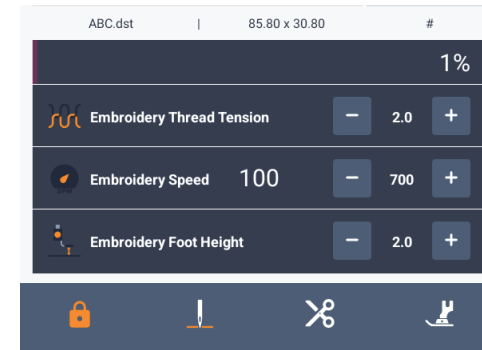 ABC.dst | 85.80 x 30.80 #
1%
Embroidery Thread Tension − 2.0 +
Embroidery Speed 100 − 700 +
Embroidery Foot Height − 2.0 +